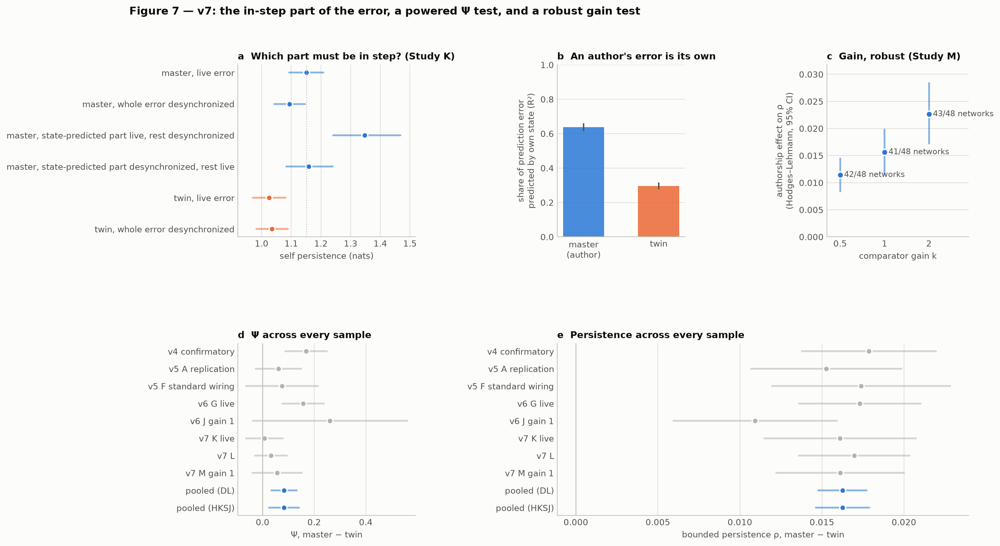 Figure 7 — v7: the in-step part of the error, a powered Ψ test, and a robust gain test
a Which part must be in step? (Study K)
master, live error
master, whole error desynchronized
master, state-predicted part live, rest desynchronized
master, state-predicted part desynchronized, rest live
twin, live error
twin, whole error desynchronized
1.0 1.1 1.2 1.3 1.4 1.5
self persistence (nats)
b An author's error is its own
share of prediction error
predicted by own state (R²)
1.0
0.8
0.6
0.4
0.2
0.0
master
(author)
twin
c Gain, robust (Study M)
authorship effect on ρ
(Hodges–Lehmann, 95% CI)
0.030
0.025
0.020
0.015
0.010
0.005
0.000
43/48 networks
41/48 networks
42/48 networks
0.5 1 2
comparator gain k
d Ψ across every sample
v4 confirmatory
v5 A replication
v5 F standard wiring
v6 G live
v6 J gain 1
v7 K live
v7 L
v7 M gain 1
pooled (DL)
pooled (HKSJ)
0.0 0.2 0.4
Ψ, master − twin
e Persistence across every sample
v4 confirmatory
v5 A replication
v5 F standard wiring
v6 G live
v6 J gain 1
v7 K live
v7 L
v7 M gain 1
pooled (DL)
pooled (HKSJ)
0.000 0.005 0.010 0.015 0.020
bounded persistence ρ, master − twin